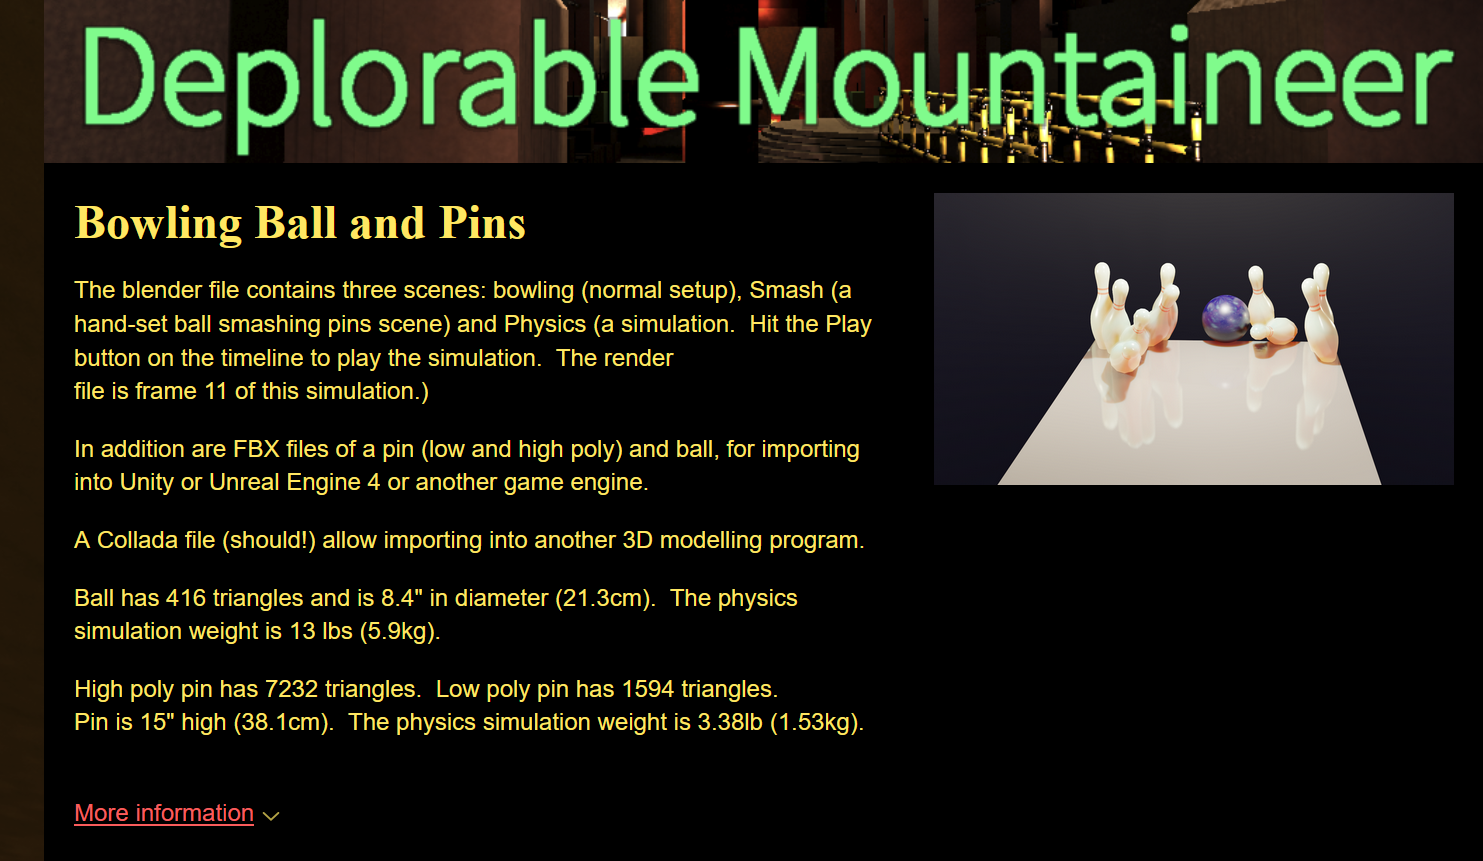 Deplorable Mountaineer
Bowling Ball and Pins
The blender file contains three scenes: bowling (normal setup), Smash (a
hand-set ball smashing pins scene) and Physics (a simulation.  Hit the Play
button on the timeline to play the simulation.  The render
file is frame 11 of this simulation.)
In addition are FBX files of a pin (low and high poly) and ball, for importing
into Unity or Unreal Engine 4 or another game engine.
A Collada file (should!) allow importing into another 3D modelling program.
Ball has 416 triangles and is 8.4" in diameter (21.3cm).  The physics
simulation weight is 13 lbs (5.9kg).
High poly pin has 7232 triangles.  Low poly pin has 1594 triangles.
Pin is 15" high (38.1cm).  The physics simulation weight is 3.38lb (1.53kg).
More information